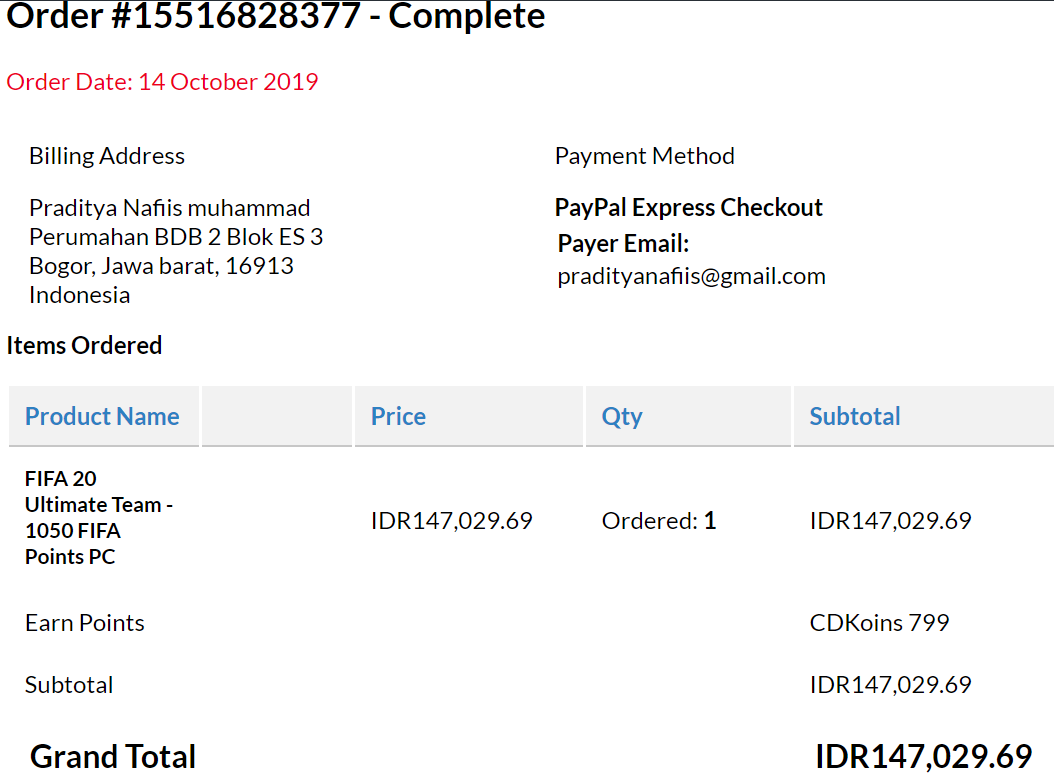 Order #15516828377 - Complete
Order Date: 14 October 2019
Billing Address
Praditya Nafiis muhammad
Perumahan BDB 2 Blok ES 3
Bogor, Jawa barat, 16913
Indonesia
Payment Method
PayPal Express Checkout
Payer Email:
pradityanafiis@gmail.com
Items Ordered
Product Name Price Qty Subtotal
FIFA 20
Ultimate Team -
1050 FIFA
Points PC
IDR147,029.69 Ordered: 1 IDR147,029.69
Earn Points CDKoins 799
Subtotal IDR147,029.69
Grand Total IDR147,029.69